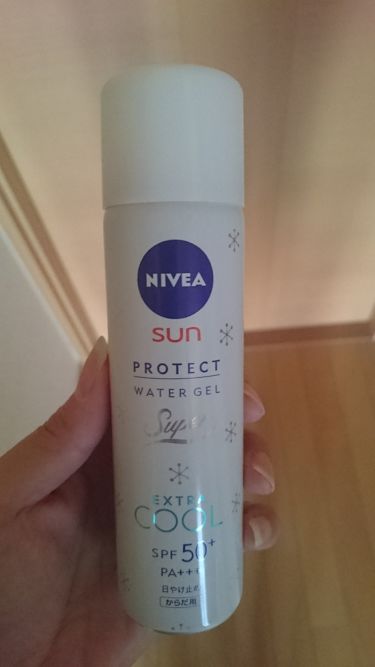 NIVEA
sun
PROTECT
WATER GEL
Super
EXTRA
COOL
SPF 50+
PA+++
日やけ止め
からだ用